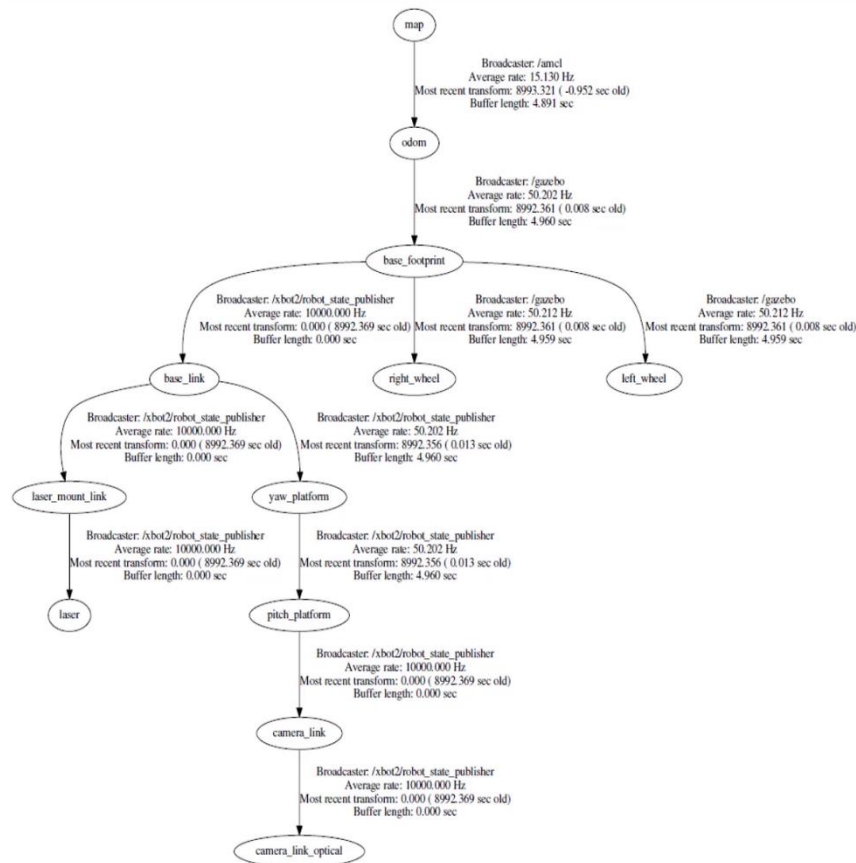 map
Broadcaster: /amcl
Average rate: 15.130 Hz
Most recent transform: 8993.321 ( -0.952 sec old)
Buffer length: 4.891 sec
odom
Broadcaster: /gazebo
Average rate: 50.202 Hz
Most recent transform: 8992.361 ( 0.008 sec old)
Buffer length: 4.960 sec
base_footprint
Broadcaster: /xbot2/robot_state_publisher
Average rate: 10000.000 Hz
Most recent transform: 0.000 ( 8992.369 sec old)
Buffer length: 0.000 sec
Broadcaster: /gazebo
Average rate: 50.212 Hz
Most recent transform: 8992.361 ( 0.008 sec old)
Buffer length: 4.959 sec
Broadcaster: /gazebo
Average rate: 50.212 Hz
Most recent transform: 8992.361 ( 0.008 sec old)
Buffer length: 4.959 sec
base_link
right_wheel
left_wheel
Broadcaster: /xbot2/robot_state_publisher
Average rate: 10000.000 Hz
Most recent transform: 0.000 ( 8992.369 sec old)
Buffer length: 0.000 sec
Broadcaster: /xbot2/robot_state_publisher
Average rate: 50.202 Hz
Most recent transform: 8992.356 ( 0.013 sec old)
Buffer length: 4.960 sec
laser_mount_link
yaw_platform
Broadcaster: /xbot2/robot_state_publisher
Average rate: 10000.000 Hz
Most recent transform: 0.000 ( 8992.369 sec old)
Buffer length: 0.000 sec
Broadcaster: /xbot2/robot_state_publisher
Average rate: 50.202 Hz
Most recent transform: 8992.356 ( 0.013 sec old)
Buffer length: 4.960 sec
laser
pitch_platform
Broadcaster: /xbot2/robot_state_publisher
Average rate: 10000.000 Hz
Most recent transform: 0.000 ( 8992.369 sec old)
Buffer length: 0.000 sec
camera_link
Broadcaster: /xbot2/robot_state_publisher
Average rate: 10000.000 Hz
Most recent transform: 0.000 ( 8992.369 sec old)
Buffer length: 0.000 sec
camera_link_optical